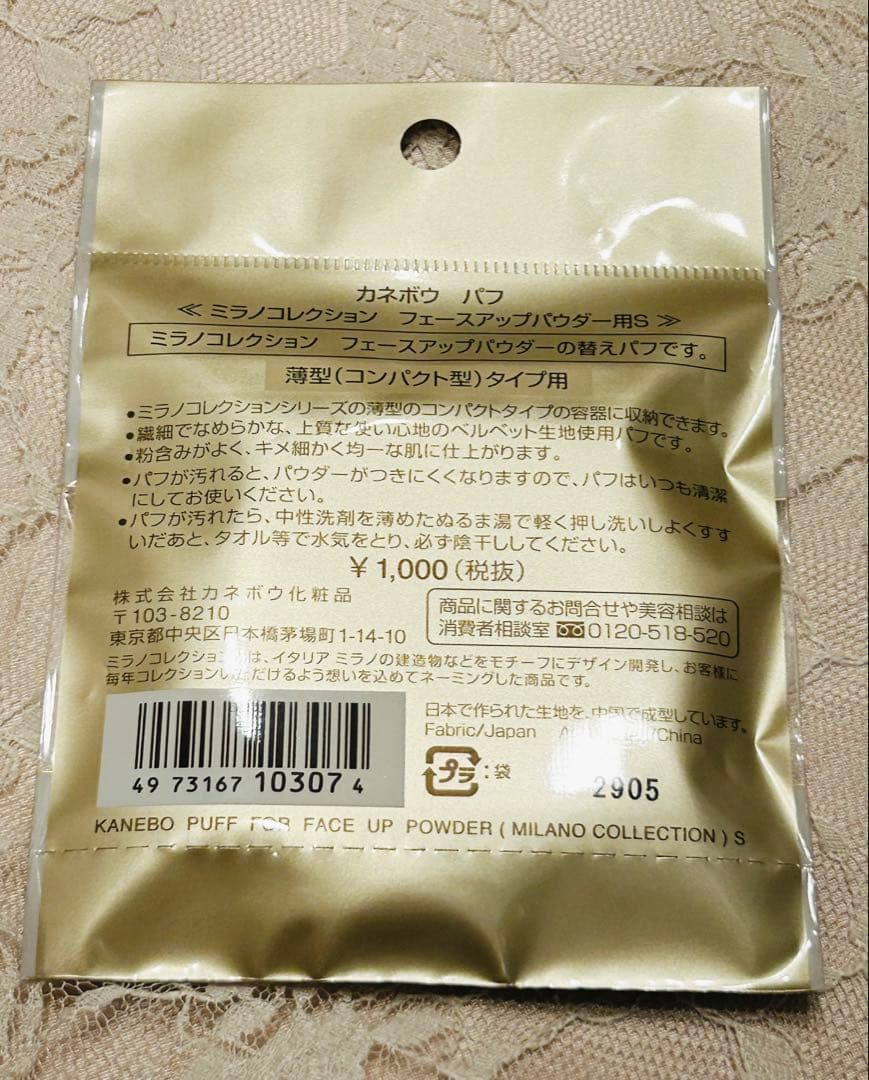 カネボウ パフ
≪ ミラノコレクション フェースアップパウダー用S ≫
ミラノコレクション フェースアップパウダーの替えパフです。
薄型(コンパクト型)タイプ用
●ミラノコレクションシリーズの薄型のコンパクトタイプの容器に収納できます。
●繊細でなめらかな、上質な使い心地のベルベット生地使用パフです。
●粉含みがよく、キメ細かく均一な肌に仕上がります。
●パフが汚れると、パウダーがつきにくくなりますので、パフはいつも清潔
にしてお使いください。
●パフが汚れたら、中性洗剤を薄めたぬるま湯で軽く押し洗いしよくすす
いだあと、タオル等で水気をとり、必ず陰干ししてください。
￥1,000(税抜)
株式会社カネボウ化粧品
〒103-8210
東京都中央区日本橋茅場町1-14-10
商品に関するお問合せや美容相談は
消費者相談室 0120-518-520
ミラノコレクションは、イタリア ミラノの建造物などをモチーフにデザイン開発し、お客様に
毎年コレクションいただけるよう想いを込めてネーミングした商品です。
日本で作られた生地を、中国で成型しています。
Fabric/Japan /China
プラ :袋
4973167103074
2905
KANEBO PUFF FOR FACE UP POWDER ( MILANO COLLECTION ) S